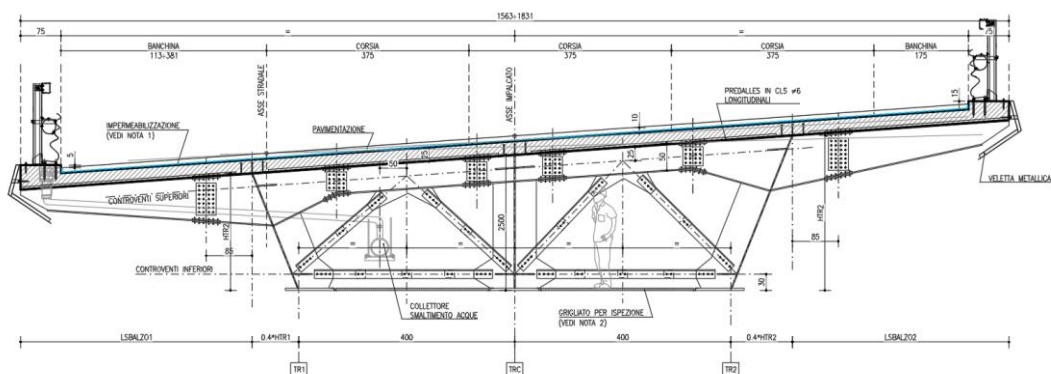 1563÷1831
75
=
=
75
BANCHINA
113÷381
CORSIA
375
CORSIA
375
CORSIA
375
BANCHINA
175
ASSE STRADALE
ASSE IMPALCATO
PREDALLES IN CLS ≠6
LONGITUDINALI
15
IMPERMEABILIZZAZIONE
(VEDI NOTA 1)
PAVIMENTAZIONE
10
5
50
25
25
50
VELETTA METALLICA
CONTROVENTI SUPERIORI
HTR2
2500
HTR2
85
=
=
=
=
85
CONTROVENTI INFERIORI
30
COLLETTORE
SMALTIMENTO ACQUE
GRIGLIATO PER ISPEZIONE
(VEDI NOTA 2)
LSBALZO1
0.4*HTR1
400
400
0.4*HTR2
LSBALZO2
TR1
TRC
TR2